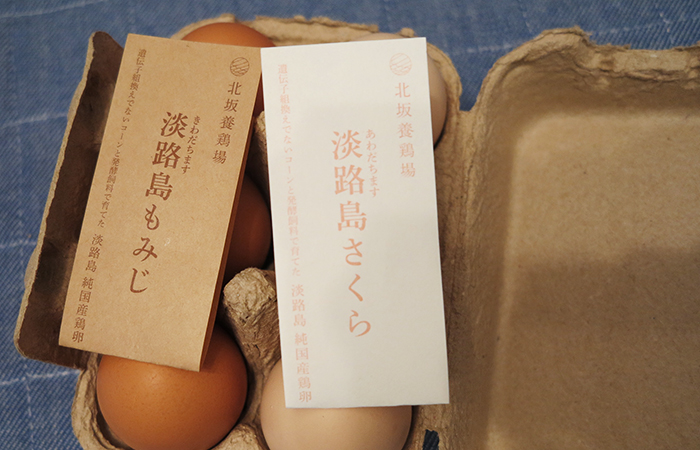 北坂養鶏場
きわだちます
淡路島もみじ
遺伝子組換えでないコーンと発酵飼料で育てた 淡路島 純国産鶏卵
北坂養鶏場
あわだちます
淡路島さくら
遺伝子組換えでないコーンと発酵飼料で育てた 淡路島 純国産鶏卵